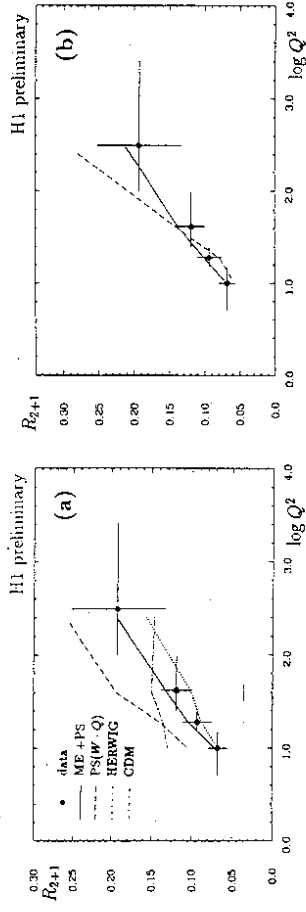 H1 preliminary
R2+1
(a)
0.30
0.25
0.20
0.15
0.10
0.05
0.0
data
ME + PS
PS(W · Q)
HERWIG
CDM
0.0 1.0 2.0 3.0 4.0
log Q²
H1 preliminary
R2+1
(b)
0.30
0.25
0.20
0.15
0.10
0.05
0.0
0.0 1.0 2.0 3.0 4.0
log Q²